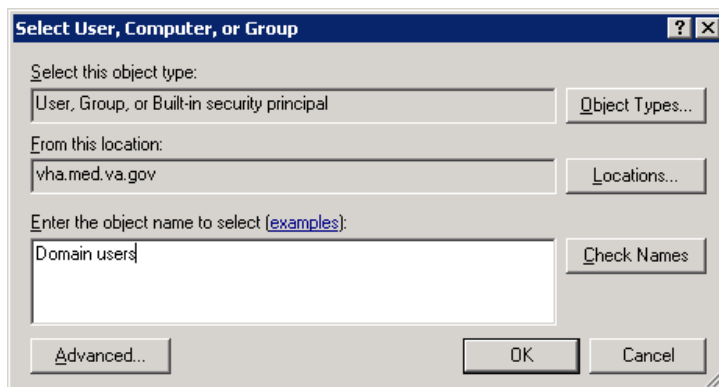 Select User, Computer, or Group
Select this object type:
User, Group, or Built-in security principal
Object Types...
From this location:
vha.med.va.gov
Locations...
Enter the object name to select (examples):
Domain users
Check Names
Advanced...
OK
Cancel